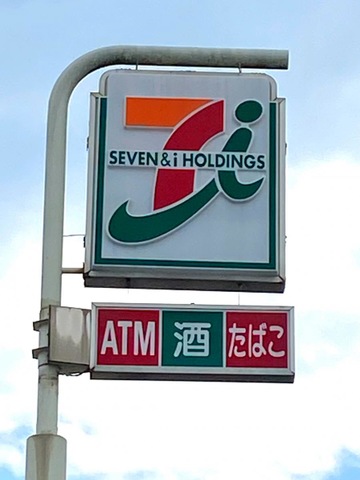 SEVEN & i HOLDINGS
ATM 酒 たばこ